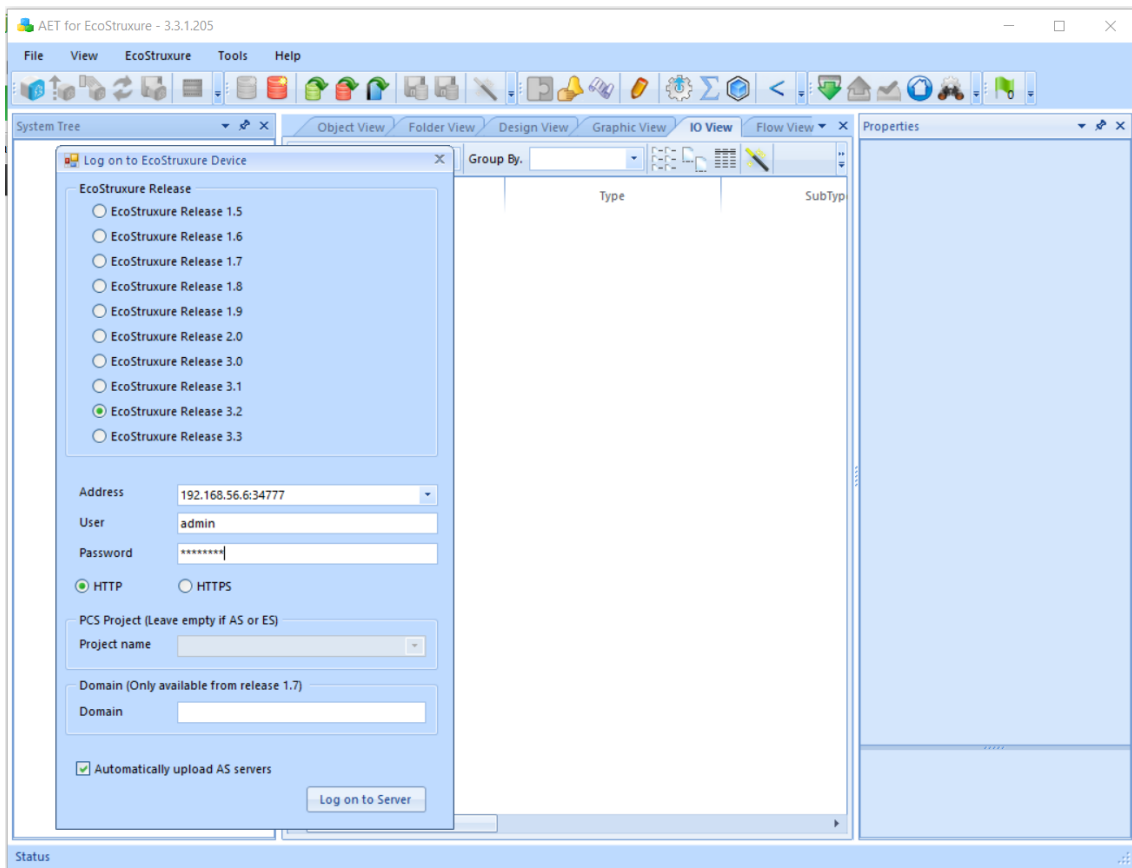 AET for EcoStruxure - 3.3.1.205
File View EcoStruxure Tools Help
System Tree
Object View Folder View Design View Graphic View IO View Flow View
Properties
Log on to EcoStruxure Device
Group By.
Type SubTyp
EcoStruxure Release
EcoStruxure Release 1.5
EcoStruxure Release 1.6
EcoStruxure Release 1.7
EcoStruxure Release 1.8
EcoStruxure Release 1.9
EcoStruxure Release 2.0
EcoStruxure Release 3.0
EcoStruxure Release 3.1
EcoStruxure Release 3.2
EcoStruxure Release 3.3
Address 192.168.56.6:34777
User admin
Password ********
HTTP HTTPS
PCS Project (Leave empty if AS or ES)
Project name
Domain (Only available from release 1.7)
Domain
Automatically upload AS servers
Log on to Server
Status